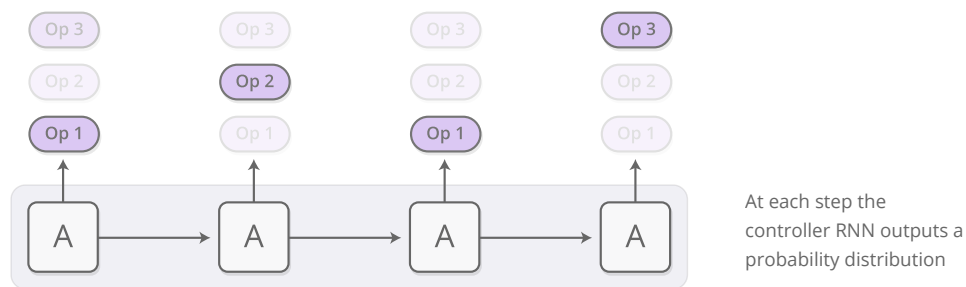 Op 3 Op 3 Op 3 Op 3
Op 2 Op 2 Op 2 Op 2
Op 1 Op 1 Op 1 Op 1
A A A A
At each step the
controller RNN outputs a
probability distribution